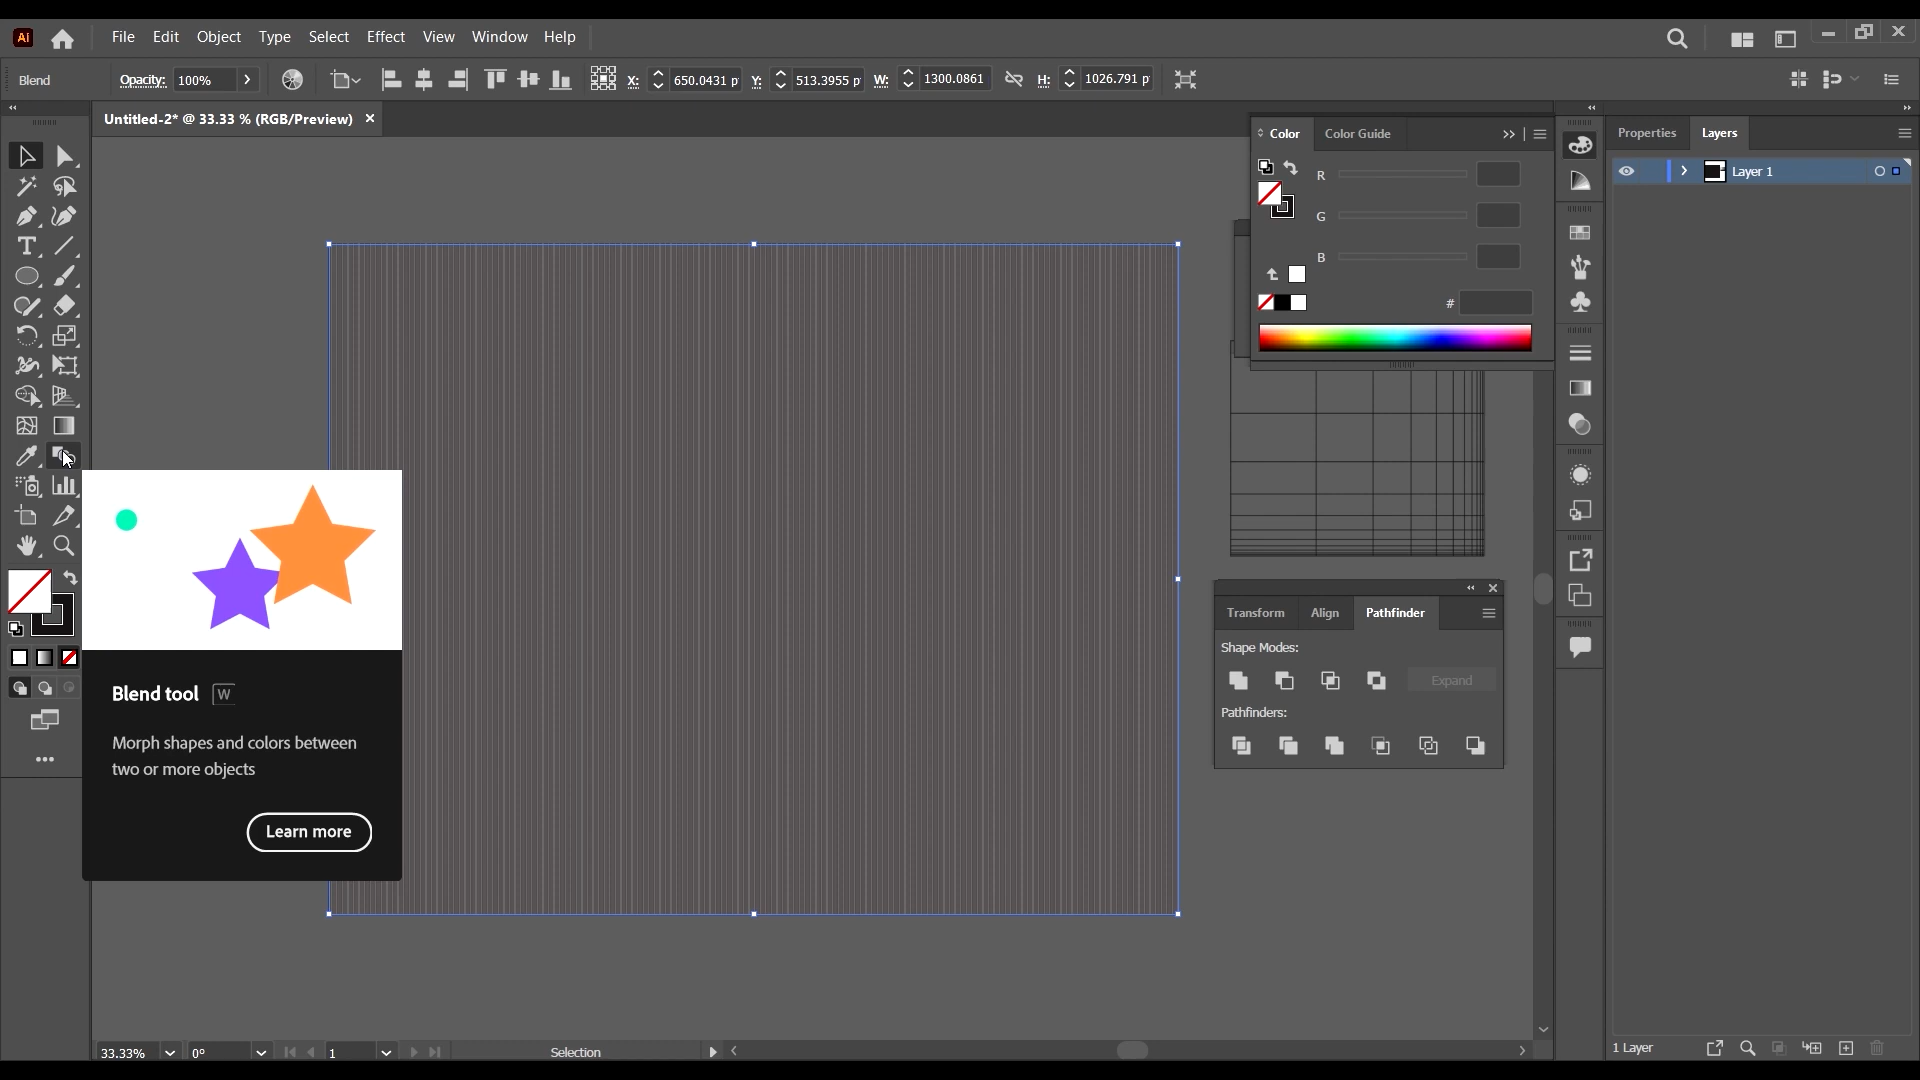 Ai File Edit Object Type Select Effect View Window Help
Blend Opacity: 100% X: 650.0431 p Y: 513.3955 p W: 1300.0861 H: 1026.791 p
Untitled-2* @ 33.33 % (RGB/Preview)
Color Color Guide
Properties Layers
R
G
B
#
Layer 1
T
Transform Align Pathfinder
Shape Modes:
Expand
Pathfinders:
Blend tool W
Morph shapes and colors between
two or more objects
Learn more
33.33% 0° 1 Selection
1 Layer